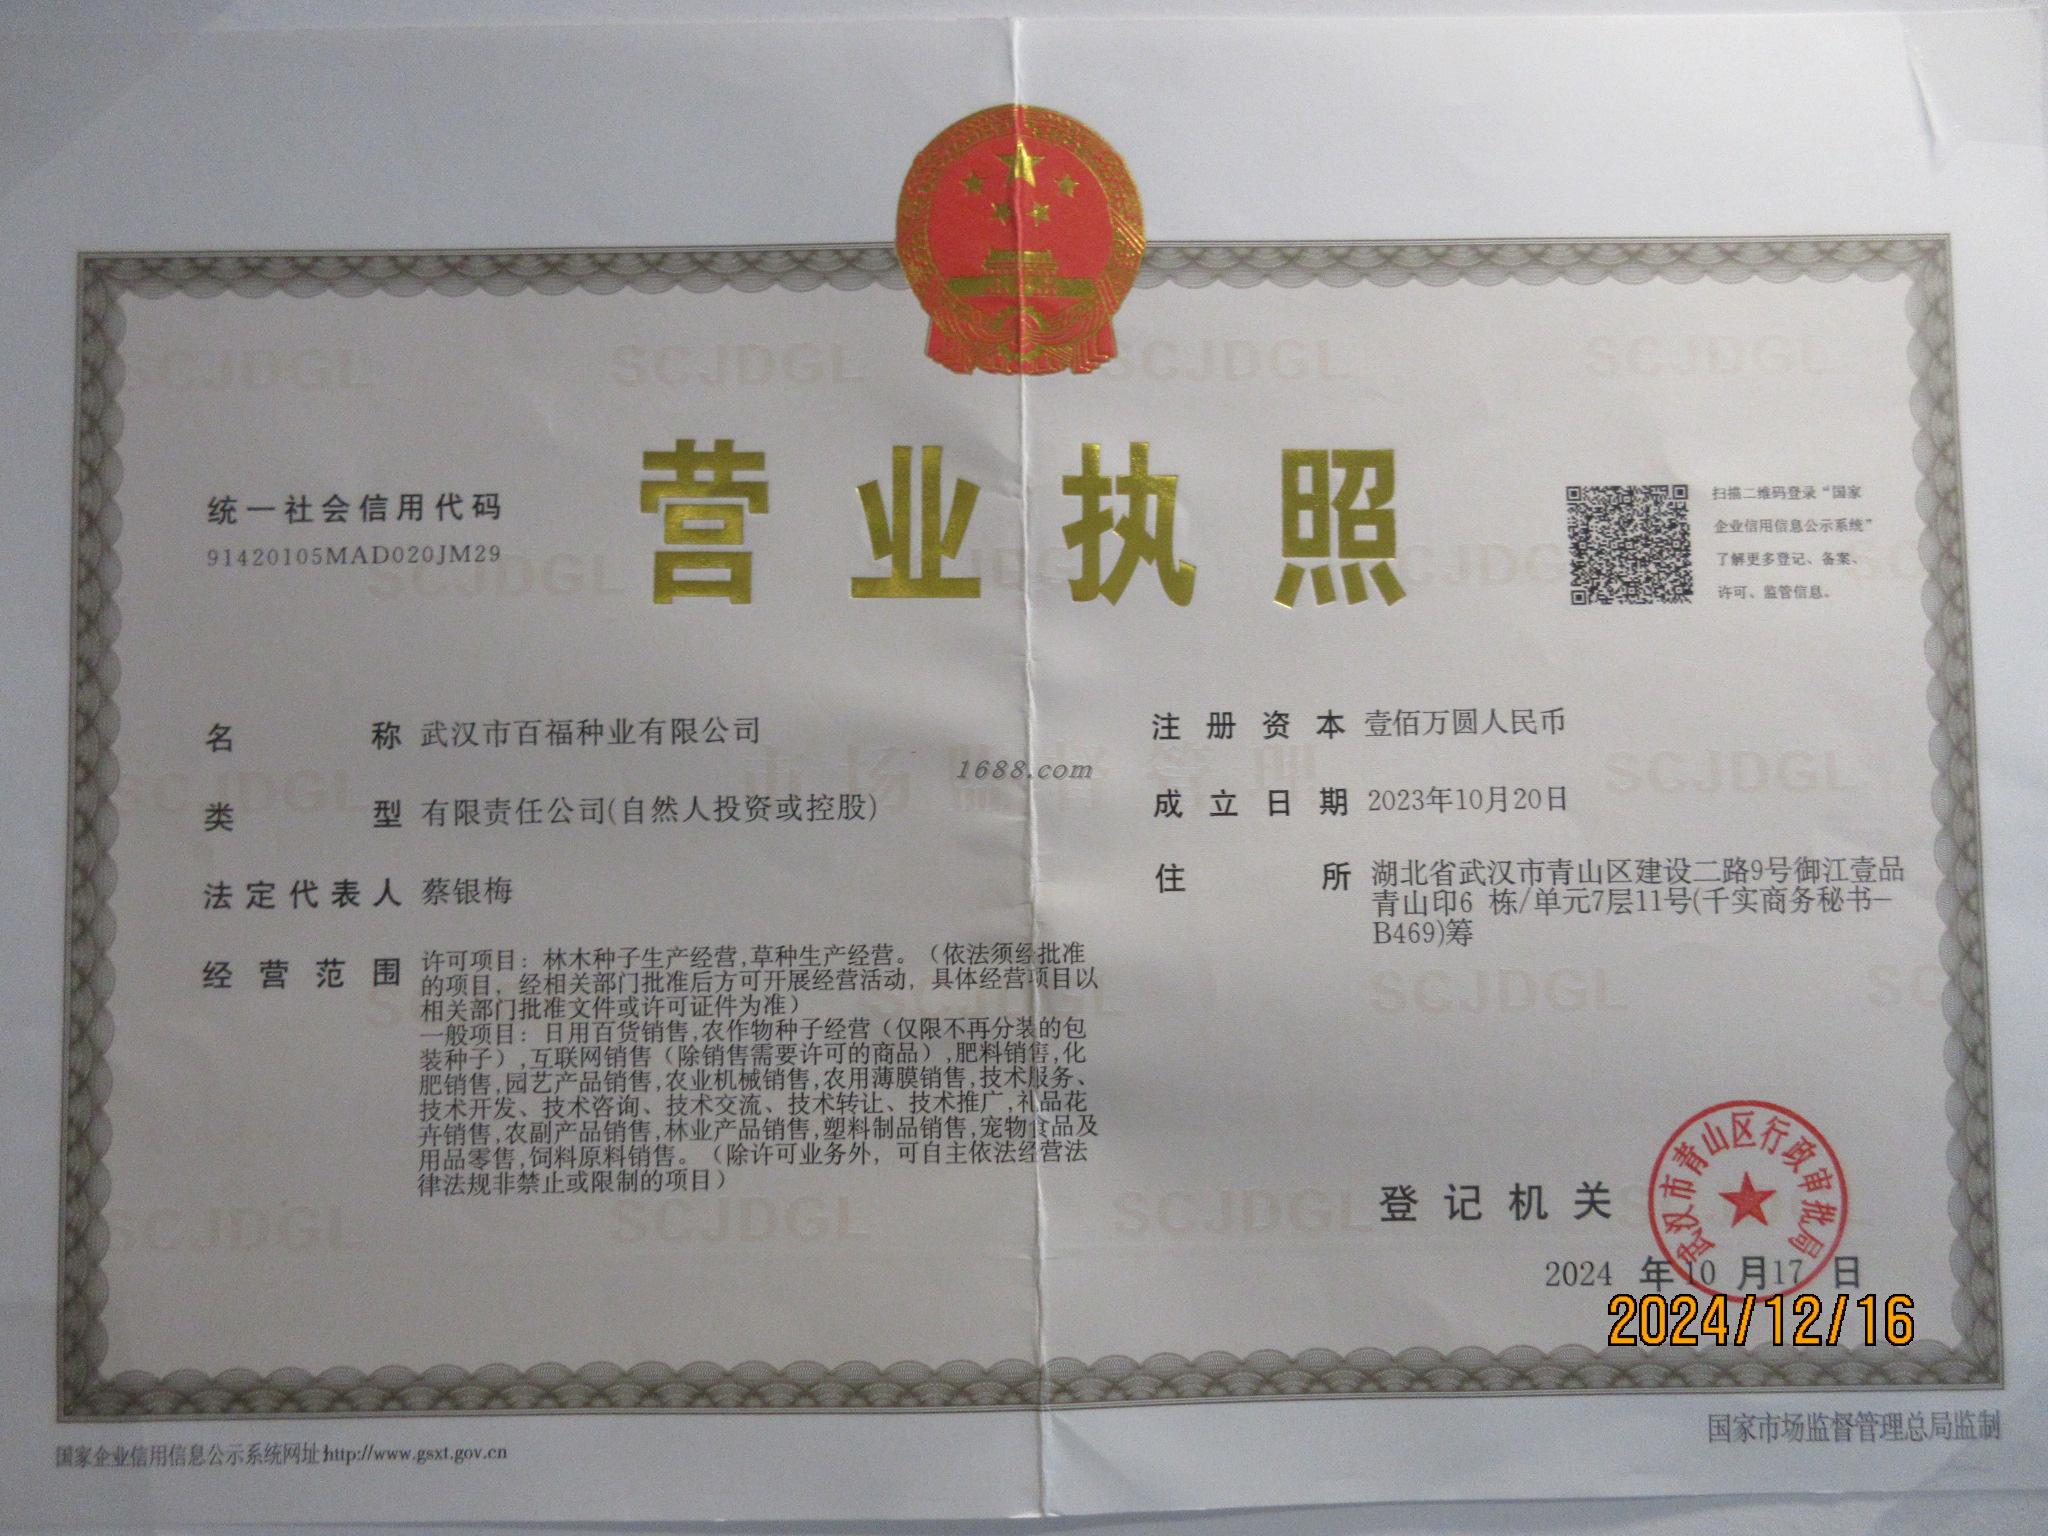 营业执照
统一社会信用代码
91420105MAD020JM29
扫描二维码登录“国家
企业信用信息公示系统”
了解更多登记、备案、
许可、监管信息。
名称 武汉市百福种业有限公司
类型 有限责任公司(自然人投资或控股)
法定代表人 蔡银梅
经营范围 许可项目：林木种子生产经营,草种生产经营。（依法须经批准
的项目，经相关部门批准后方可开展经营活动，具体经营项目以
相关部门批准文件或许可证件为准）
一般项目：日用百货销售,农作物种子经营（仅限不再分装的包
装种子）,互联网销售（除销售需要许可的商品）,肥料销售,化
肥销售,园艺产品销售,农业机械销售,农用薄膜销售,技术服务、
技术开发、技术咨询、技术交流、技术转让、技术推广,礼品花
卉销售,农副产品销售,林业产品销售,塑料制品销售,宠物食品及
用品零售,饲料原料销售。（除许可业务外，可自主依法经营法
律法规非禁止或限制的项目）
注册资本 壹佰万圆人民币
成立日期 2023年10月20日
住所 湖北省武汉市青山区建设二路9号御江壹品
青山印6 栋/单元7层11号(千实商务秘书-
B469)筹
1688.com
登记机关
武汉市青山区行政审批局
2024 年10 月17 日
2024/12/16
国家企业信用信息公示系统网址:http://www.gsxt.gov.cn
国家市场监督管理总局监制
SCJDGL
市场监督管理